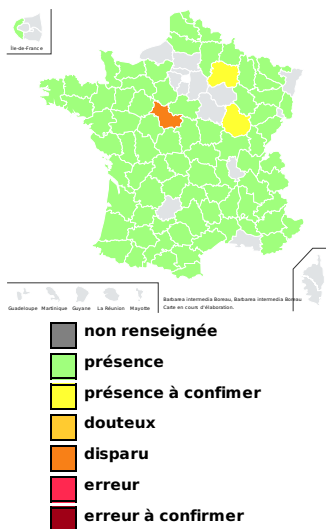 Île-de-France
Guadeloupe Martinique Guyane La Réunion Mayotte
Barbarea intermedia Boreau, Barbarea intermedia Boreau
Carte en cours d'élaboration.
non renseignée
présence
présence à confimer
douteux
disparu
erreur
erreur à confirmer